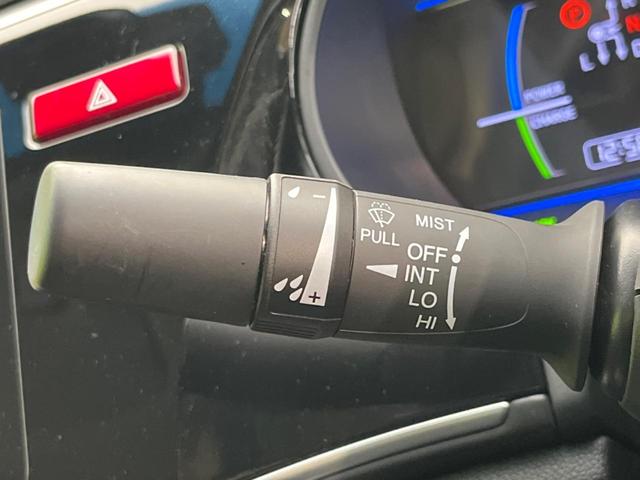 P
N
POWER
CHARGE
MIST
PULL
OFF
INT
LO
HI
− 
+